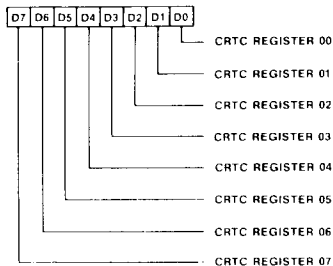 D7 D6 D5 D4 D3 D2 D1 D0
CRTC REGISTER 00
CRTC REGISTER 01
CRTC REGISTER 02
CRTC REGISTER 03
CRTC REGISTER 04
CRTC REGISTER 05
CRTC REGISTER 06
CRTC REGISTER 07